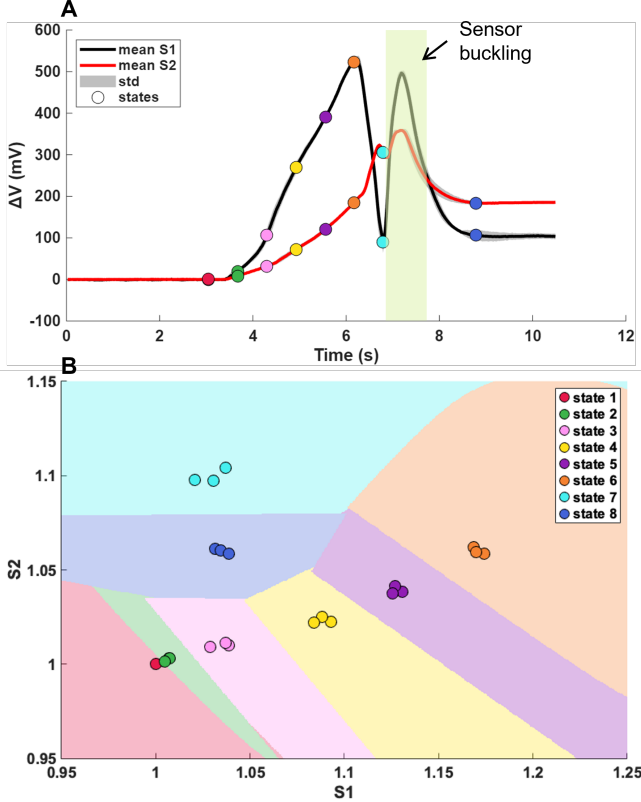 A
Sensor
buckling
600
500
400
300
200
100
0
-100
ΔV (mV)
mean S1
mean S2
std
states
0 2 4 6 8 10 12
Time (s)
B
1.15
1.1
1.05
1
0.95
S2
state 1
state 2
state 3
state 4
state 5
state 6
state 7
state 8
0.95 1 1.05 1.1 1.15 1.2 1.25
S1